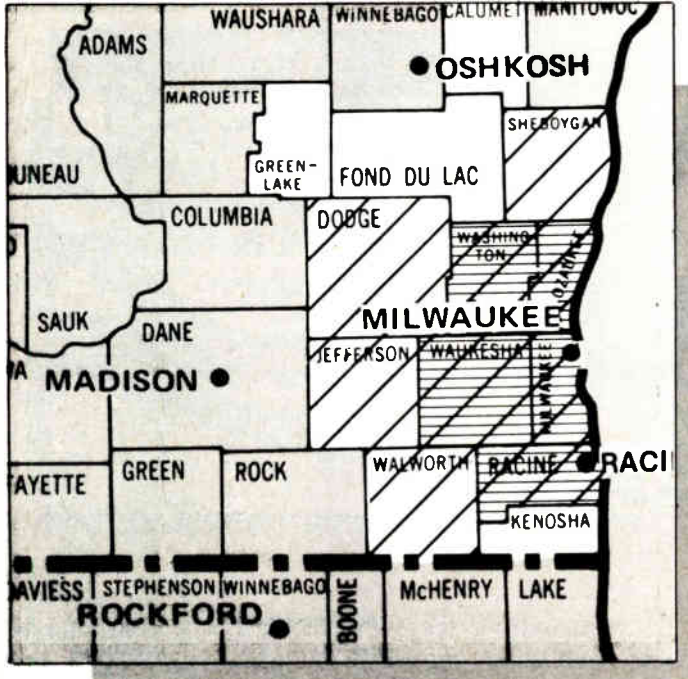 WAUSHARA
WINNEBAGO
CALUMET
MANITOWOC
ADAMS
OSHKOSH
MARQUETTE
SHEBOYGAN
GREEN-
LAKE
FOND DU LAC
UNEAU
COLUMBIA
DODGE
WASHING
TON
OZAUKEE
SAUK
DANE
MILWAUKEE
JEFFERSON
WAUKESHA
MILWAUKEE
MADISON
AYETTE
GREEN
ROCK
WALWORTH
RACINE
RACI
KENOSHA
DAVIESS
STEPHENSON
WINNEBAGO
BOONE
McHENRY
LAKE
ROCKFORD